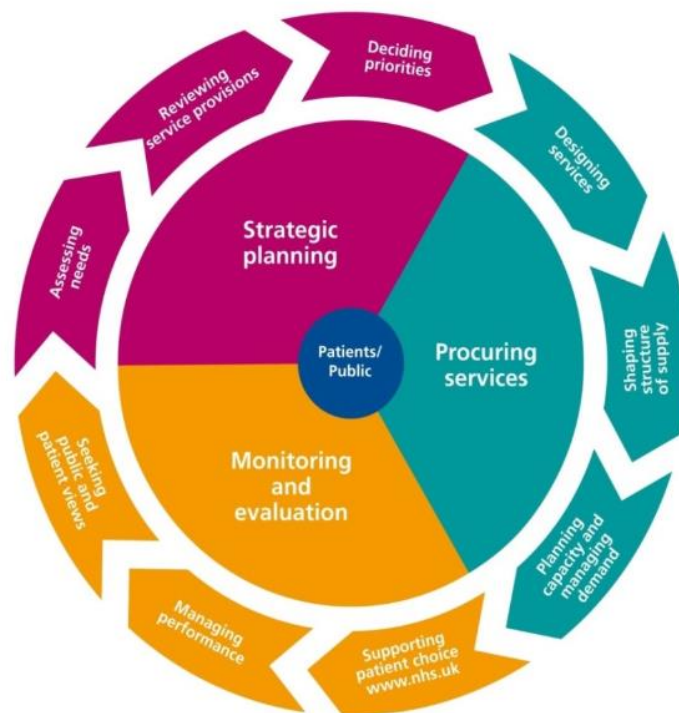 Deciding
priorities
Designing
services
Shaping
structure
of supply
Planning
capacity and
managing
demand
Supporting
patient choice
www.nhs.uk
Managing
performance
Seeking
public and
patient views
Assessing
needs
Reviewing
service provisions
Strategic
planning
Procuring
services
Monitoring
and
evaluation
Patients/
Public